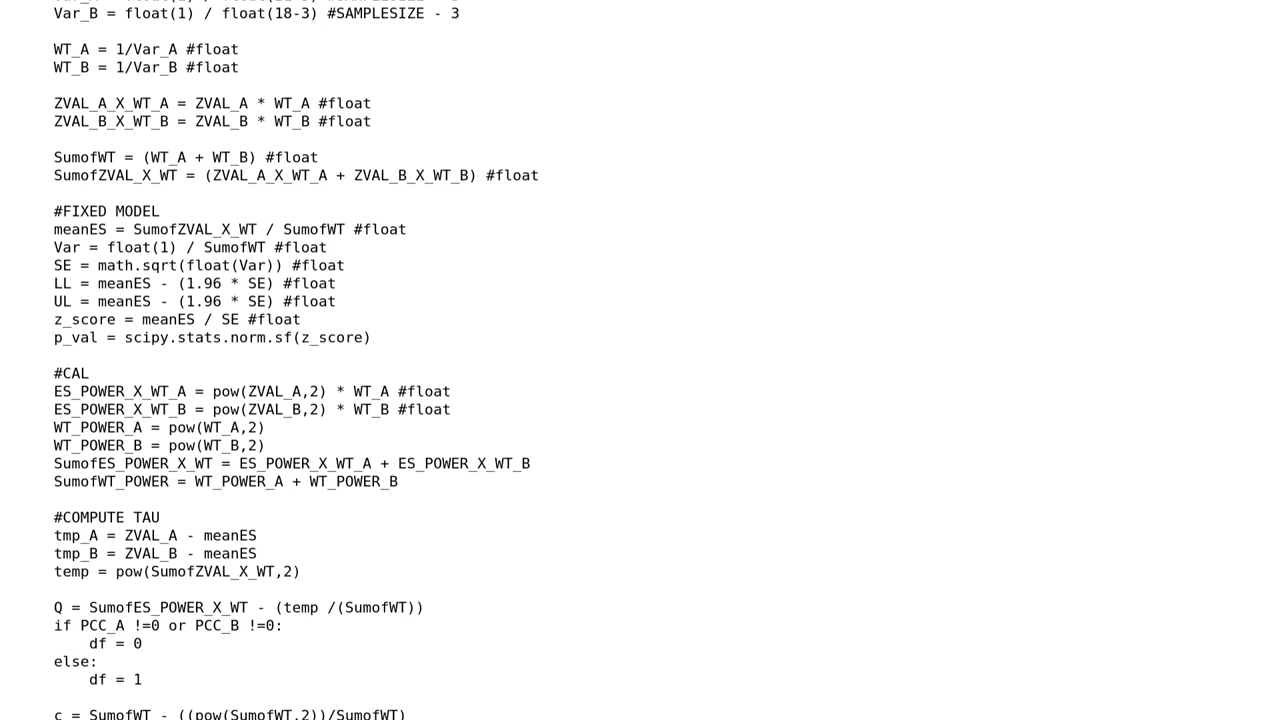 Var_B = float(1) / float(18-3) #SAMPLESIZE - 3
WT_A = 1/Var_A #float
WT_B = 1/Var_B #float
ZVAL_A_X_WT_A = ZVAL_A * WT_A #float
ZVAL_B_X_WT_B = ZVAL_B * WT_B #float
SumofWT = (WT_A + WT_B) #float
SumofZVAL_X_WT = (ZVAL_A_X_WT_A + ZVAL_B_X_WT_B) #float
#FIXED MODEL
meanES = SumofZVAL_X_WT / SumofWT #float
Var = float(1) / SumofWT #float
SE = math.sqrt(float(Var)) #float
LL = meanES - (1.96 * SE) #float
UL = meanES - (1.96 * SE) #float
z_score = meanES / SE #float
p_val = scipy.stats.norm.sf(z_score)
#CAL
ES_POWER_X_WT_A = pow(ZVAL_A,2) * WT_A #float
ES_POWER_X_WT_B = pow(ZVAL_B,2) * WT_B #float
WT_POWER_A = pow(WT_A,2)
WT_POWER_B = pow(WT_B,2)
SumofES_POWER_X_WT = ES_POWER_X_WT_A + ES_POWER_X_WT_B
SumofWT_POWER = WT_POWER_A + WT_POWER_B
#COMPUTE TAU
tmp_A = ZVAL_A - meanES
tmp_B = ZVAL_B - meanES
temp = pow(SumofZVAL_X_WT,2)
Q = SumofES_POWER_X_WT - (temp /(SumofWT))
if PCC_A !=0 or PCC_B !=0:
    df = 0
else:
    df = 1
c = SumofWT - ((pow(SumofWT,2))/SumofWT)